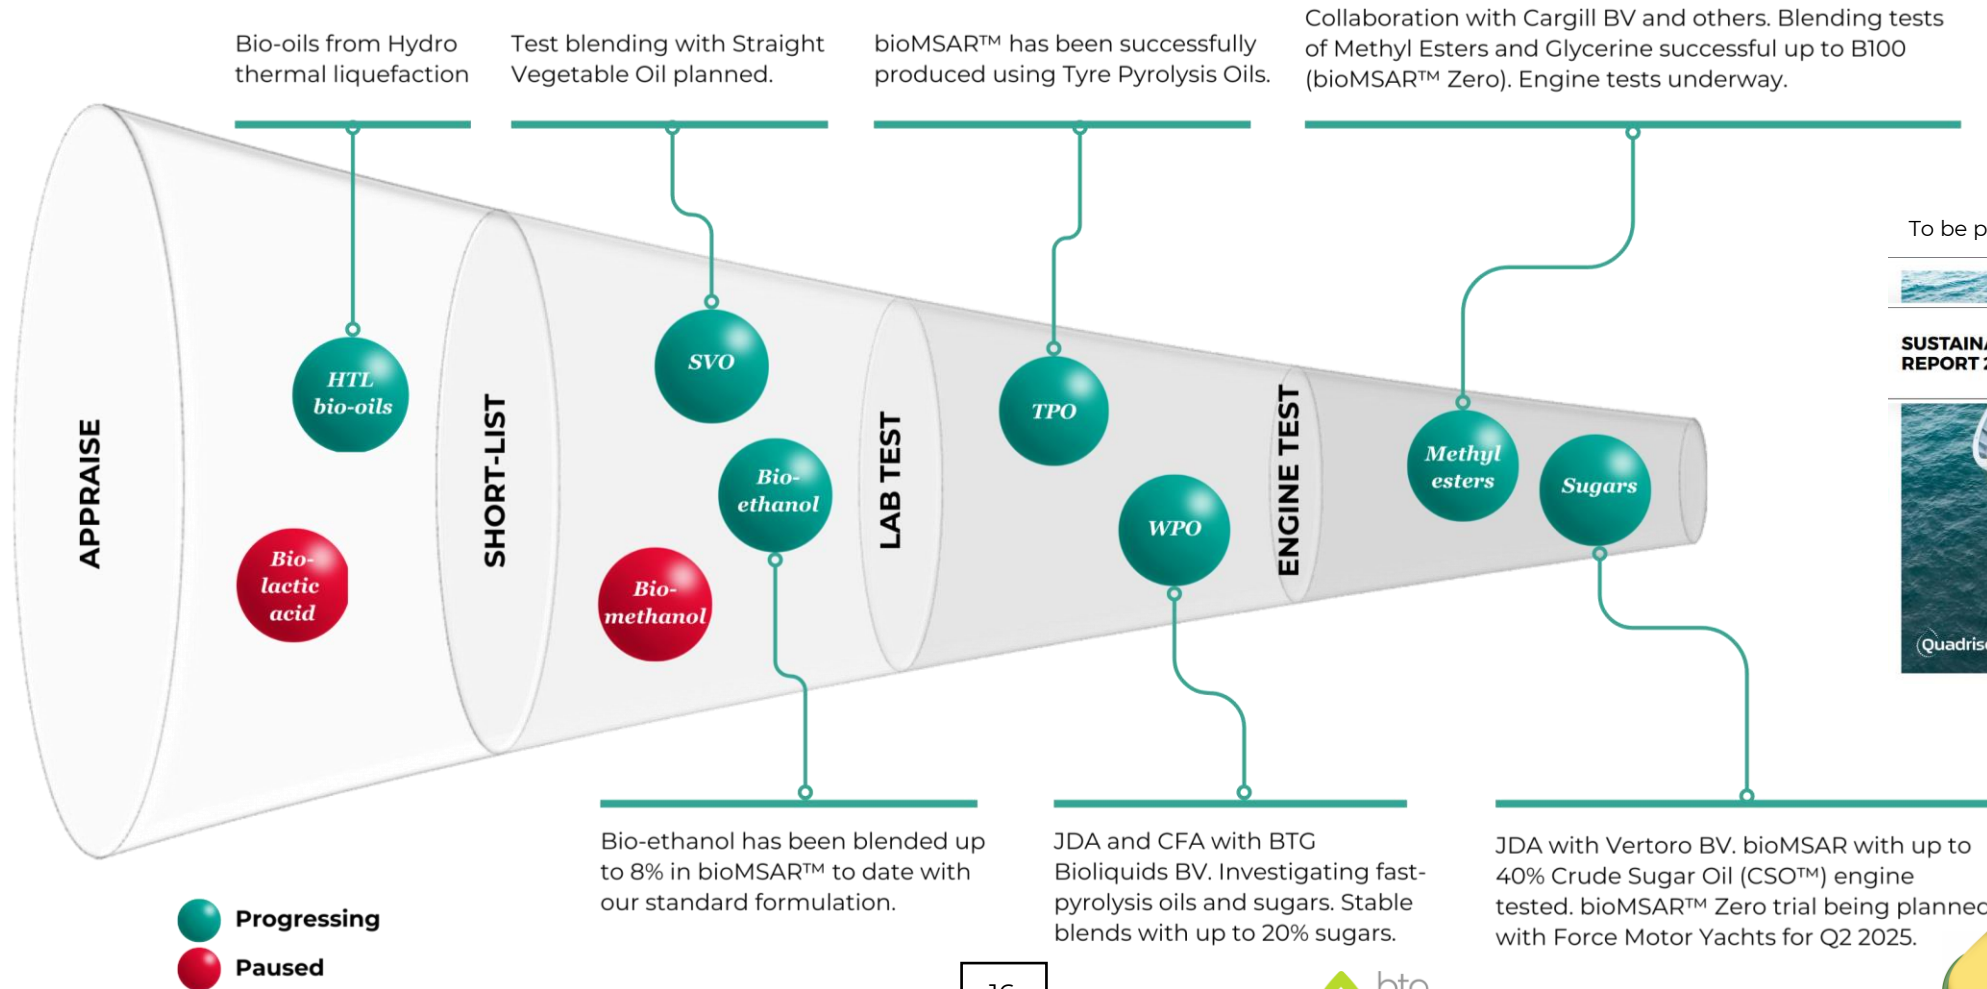 Bio-oils from Hydro
thermal liquefaction
Test blending with Straight
Vegetable Oil planned.
bioMSAR™ has been successfully
produced using Tyre Pyrolysis Oils.
Collaboration with Cargill BV and others. Blending tests
of Methyl Esters and Glycerine successful up to B100
(bioMSAR™ Zero). Engine tests underway.
To be
APPRAISE
HTL
bio-oils
Bio-
lactic
acid
SHORT-LIST
SVO
Bio-
ethanol
Bio-
methanol
LAB TEST
TPO
WPO
ENGINE TEST
Methyl
esters
Sugars
REPORT
Bio-ethanol has been blended up
to 8% in bioMSAR™ to date with
our standard formulation.
JDA and CFA with BTG
Bioliquids BV. Investigating fast-
pyrolysis oils and sugars. Stable
blends with up to 20% sugars.
JDA with Vertoro BV. bioMSAR with up to
40% Crude Sugar Oil (CSO™) engine
tested. bioMSAR™ Zero trial being planned
with Force Motor Yachts for Q2 2025.
Progressing
Paused